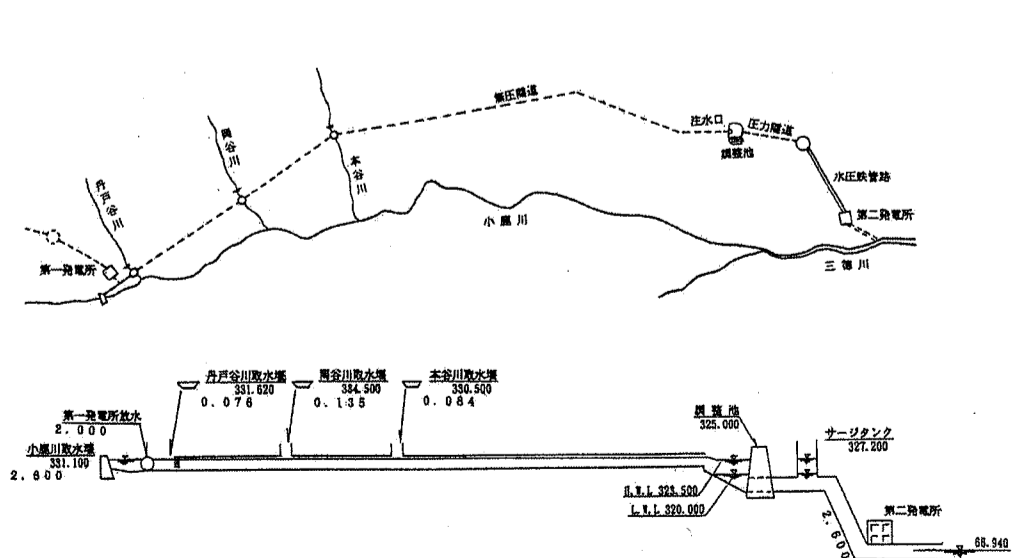 無圧隧道
注水口
圧力隧道
調整池
水圧鉄管路
第二発電所
岡谷川
本谷川
丹戸谷川
第一発電所
小鹿川
三徳川
丹戸谷川取水堰
331.620
0.076
岡谷川取水堰
334.500
0.135
本谷川取水堰
330.500
0.084
第一発電所放水
2.000
小鹿川取水堰
331.100
2.600
調整池
325.000
サージタンク
327.200
H.W.L 323.500
L.W.L 320.000
2.600
第二発電所
66.940